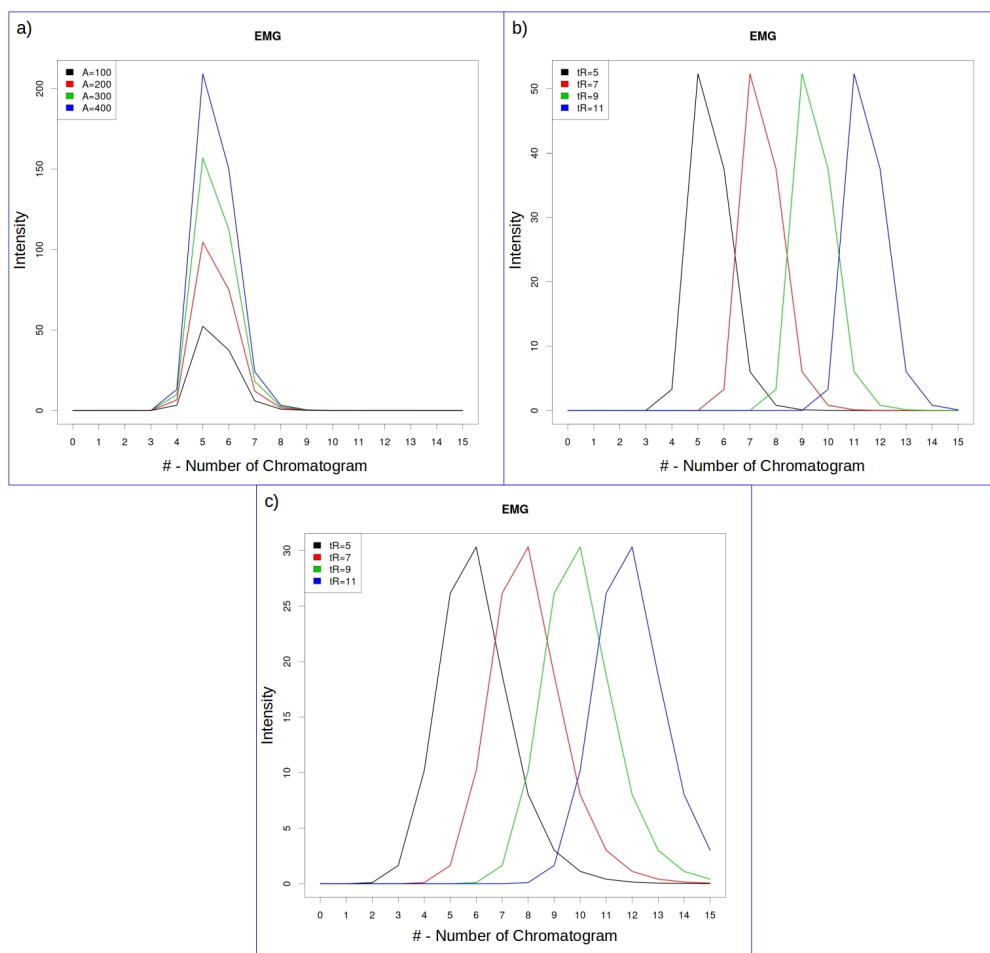 a)
EMG
A=100
A=200
A=300
A=400
Intensity
0
50
100
150
200
0 1 2 3 4 5 6 7 8 9 10 11 12 13 14 15
# - Number of Chromatogram
b)
EMG
tR=5
tR=7
tR=9
tR=11
Intensity
0
10
20
30
40
50
0 1 2 3 4 5 6 7 8 9 10 11 12 13 14 15
# - Number of Chromatogram
c)
EMG
tR=5
tR=7
tR=9
tR=11
Intensity
0
5
10
15
20
25
30
0 1 2 3 4 5 6 7 8 9 10 11 12 13 14 15
# - Number of Chromatogram